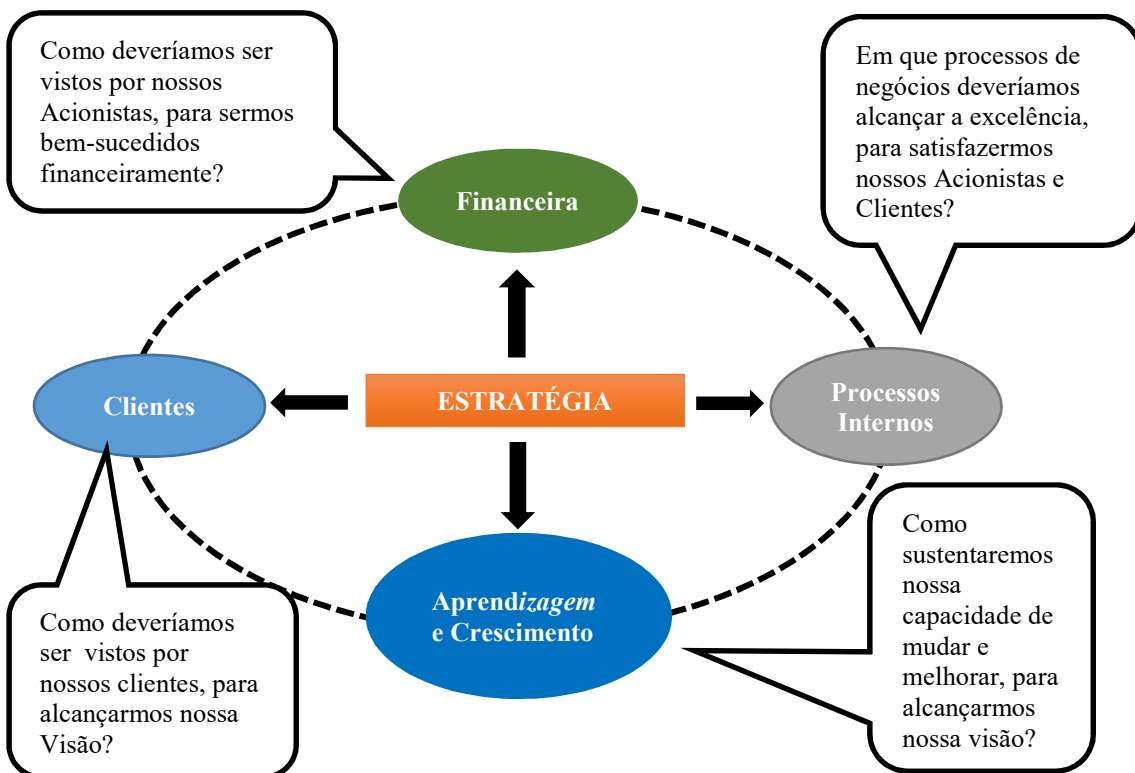 Como deveríamos ser
vistos por nossos
Acionistas, para sermos
bem-sucedidos
financeiramente?
Em que processos de
negócios deveríamos
alcançar a excelência,
para satisfazermos
nossos Acionistas e
Clientes?
Financeira
Clientes
ESTRATÉGIA
Processos
Internos
Aprendizagem
e Crescimento
Como deveríamos
ser vistos por
nossos clientes, para
alcançarmos nossa
Visão?
Como
sustentaremos
nossa
capacidade de
mudar e
melhorar, para
alcançarmos
nossa visão?